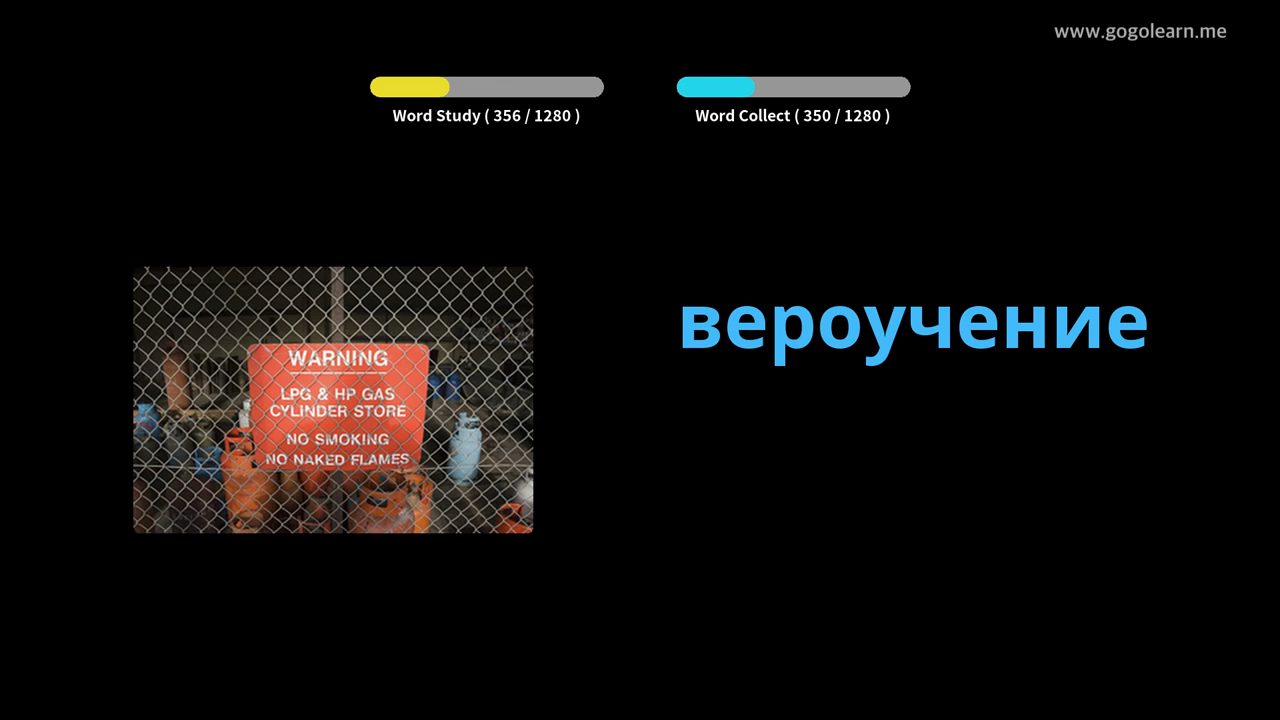 www.gogolearn.me
Word Study ( 356 / 1280 )
Word Collect ( 350 / 1280 )
WARNING
LPG & HP GAS
CYLINDER STORE
NO SMOKING
NO NAKED FLAMES
вероучение